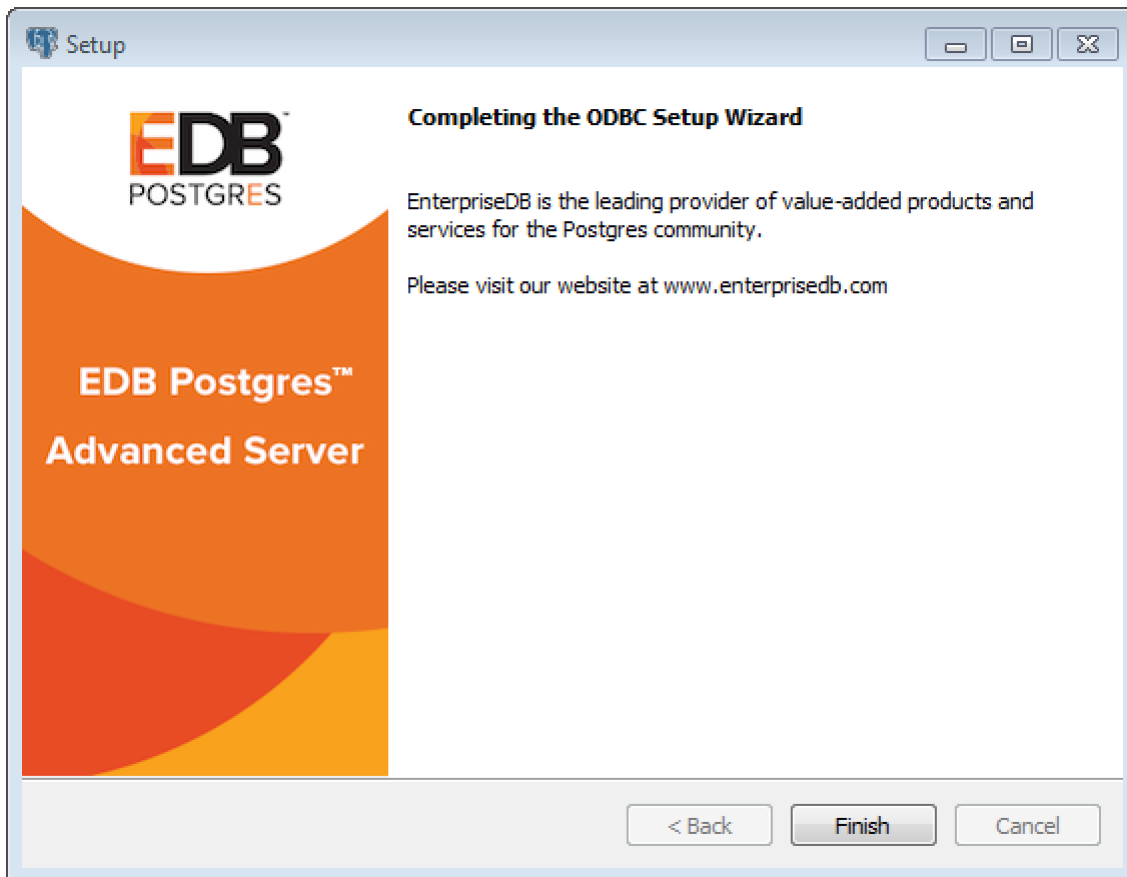 Setup
EDB™
POSTGRES
EDB Postgres™
Advanced Server
Completing the ODBC Setup Wizard
EnterpriseDB is the leading provider of value-added products and
services for the Postgres community.
Please visit our website at www.enterprisedb.com
< Back
Finish
Cancel